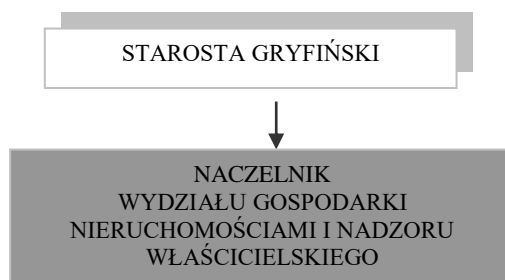 STAROSTA GRYFIŃSKI
NACZELNIK
WYDZIAŁU GOSPODARKI
NIERUCHOMOŚCIAMI I NADZORU
WŁAŚCICIELSKIEGO